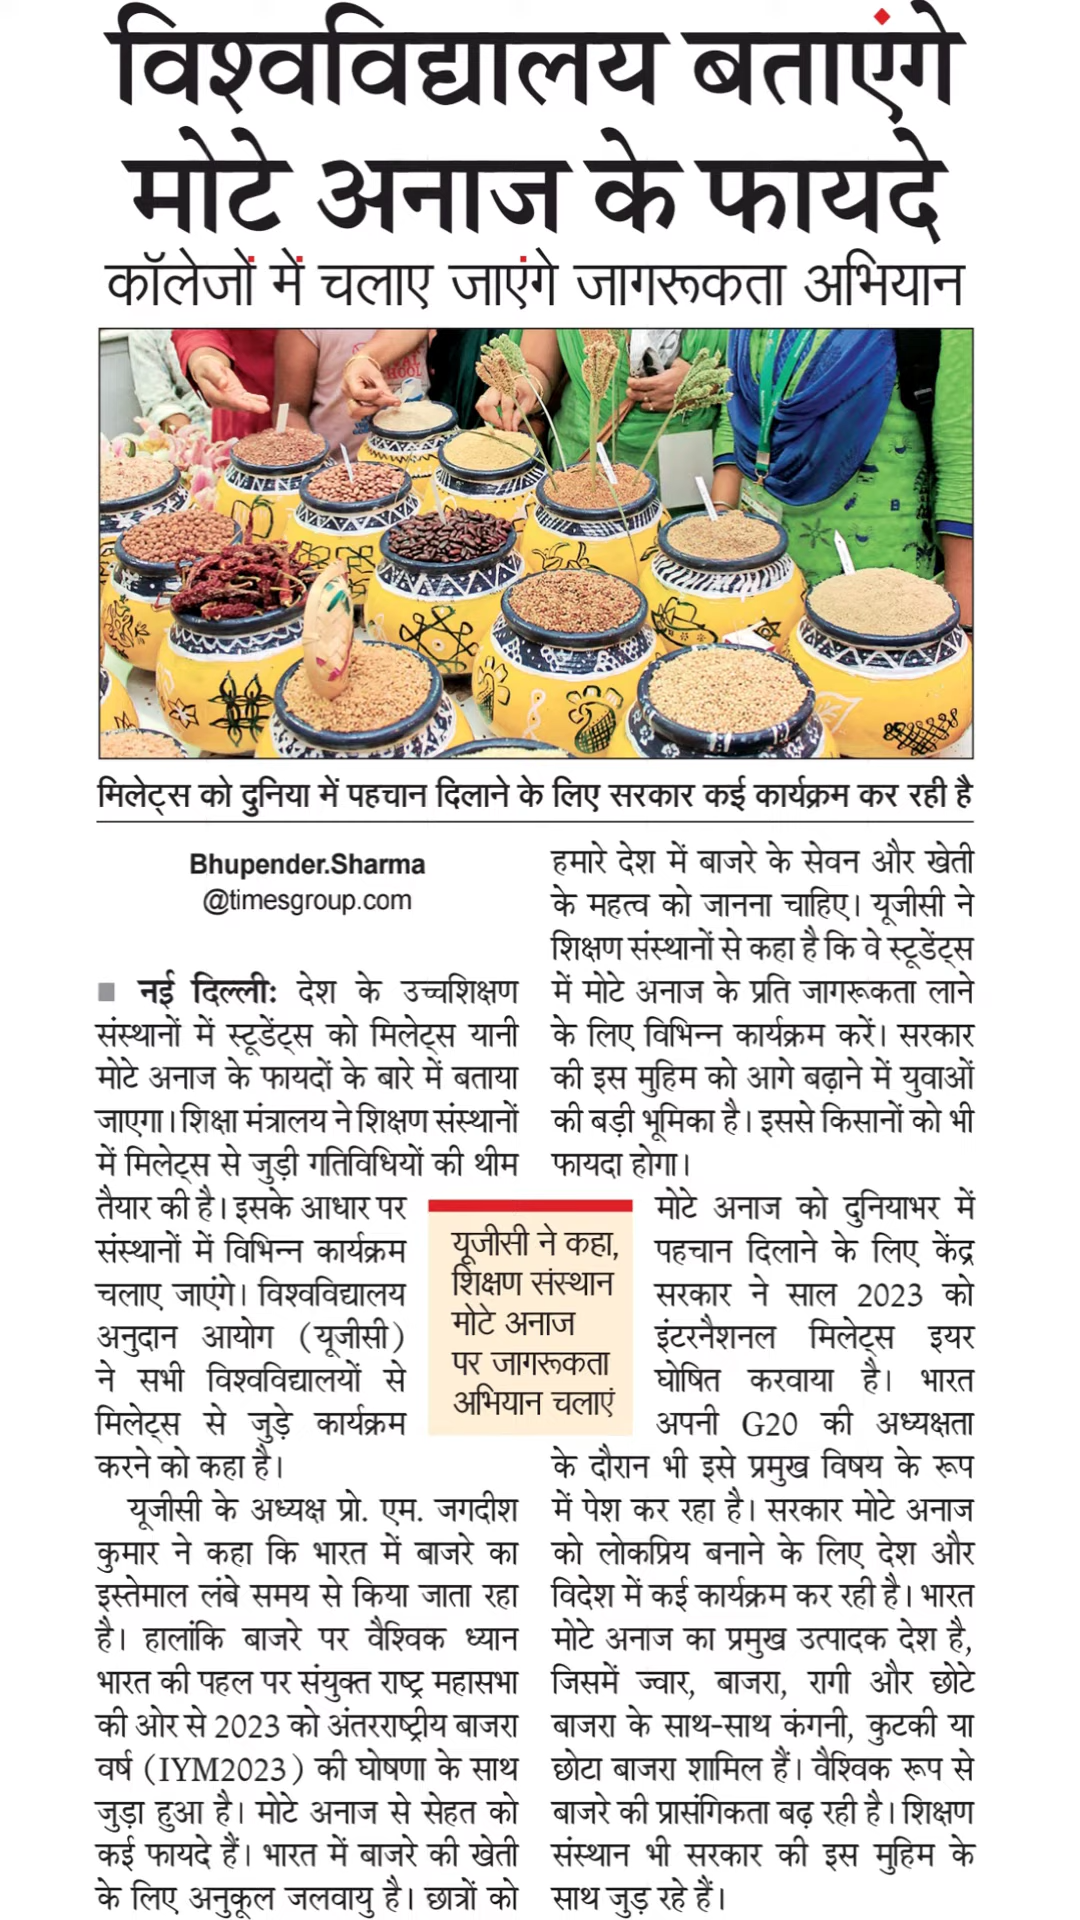 विश्वविद्यालय बताएंगे
मोटे अनाज के फायदे
कॉलेजों में चलाए जाएंगे जागरूकता अभियान
मिलेट्स को दुनिया में पहचान दिलाने के लिए सरकार कई कार्यक्रम कर रही है
Bhupender.Sharma
@timesgroup.com
■ नई दिल्लीः देश के उच्चशिक्षण
संस्थानों में स्टूडेंट्स को मिलेट्स यानी
मोटे अनाज के फायदों के बारे में बताया
जाएगा। शिक्षा मंत्रालय ने शिक्षण संस्थानों
में मिलेट्स से जुड़ी गतिविधियों की थीम
तैयार की है। इसके आधार पर
संस्थानों में विभिन्न कार्यक्रम
चलाए जाएंगे। विश्वविद्यालय
अनुदान आयोग (यूजीसी)
ने सभी विश्वविद्यालयों से
मिलेट्स से जुड़े कार्यक्रम
करने को कहा है।
यूजीसी के अध्यक्ष प्रो. एम. जगदीश
कुमार ने कहा कि भारत में बाजरे का
इस्तेमाल लंबे समय से किया जाता रहा
है। हालांकि बाजरे पर वैश्विक ध्यान
भारत की पहल पर संयुक्त राष्ट्र महासभा
की ओर से 2023 को अंतरराष्ट्रीय बाजरा
वर्ष (IYM2023) की घोषणा के साथ
जुड़ा हुआ है। मोटे अनाज से सेहत को
कई फायदे हैं। भारत में बाजरे की खेती
के लिए अनुकूल जलवायु है। छात्रों को
यूजीसी ने कहा,
शिक्षण संस्थान
मोटे अनाज
पर जागरूकता
अभियान चलाएं
हमारे देश में बाजरे के सेवन और खेती
के महत्व को जानना चाहिए। यूजीसी ने
शिक्षण संस्थानों से कहा है कि वे स्टूडेंट्स
में मोटे अनाज के प्रति जागरूकता लाने
के लिए विभिन्न कार्यक्रम करें। सरकार
की इस मुहिम को आगे बढ़ाने में युवाओं
की बड़ी भूमिका है। इससे किसानों को भी
फायदा होगा।
मोटे अनाज को दुनियाभर में
पहचान दिलाने के लिए केंद्र
सरकार ने साल 2023 को
इंटरनैशनल मिलेट्स इयर
घोषित करवाया है। भारत
अपनी G20 की अध्यक्षता
के दौरान भी इसे प्रमुख विषय के रूप
में पेश कर रहा है। सरकार मोटे अनाज
को लोकप्रिय बनाने के लिए देश और
विदेश में कई कार्यक्रम कर रही है। भारत
मोटे अनाज का प्रमुख उत्पादक देश है,
जिसमें ज्वार, बाजरा, रागी और छोटे
बाजरा के साथ-साथ कंगनी, कुटकी या
छोटा बाजरा शामिल हैं। वैश्विक रूप से
बाजरे की प्रासंगिकता बढ़ रही है। शिक्षण
संस्थान भी सरकार की इस मुहिम के
साथ जुड़ रहे हैं।